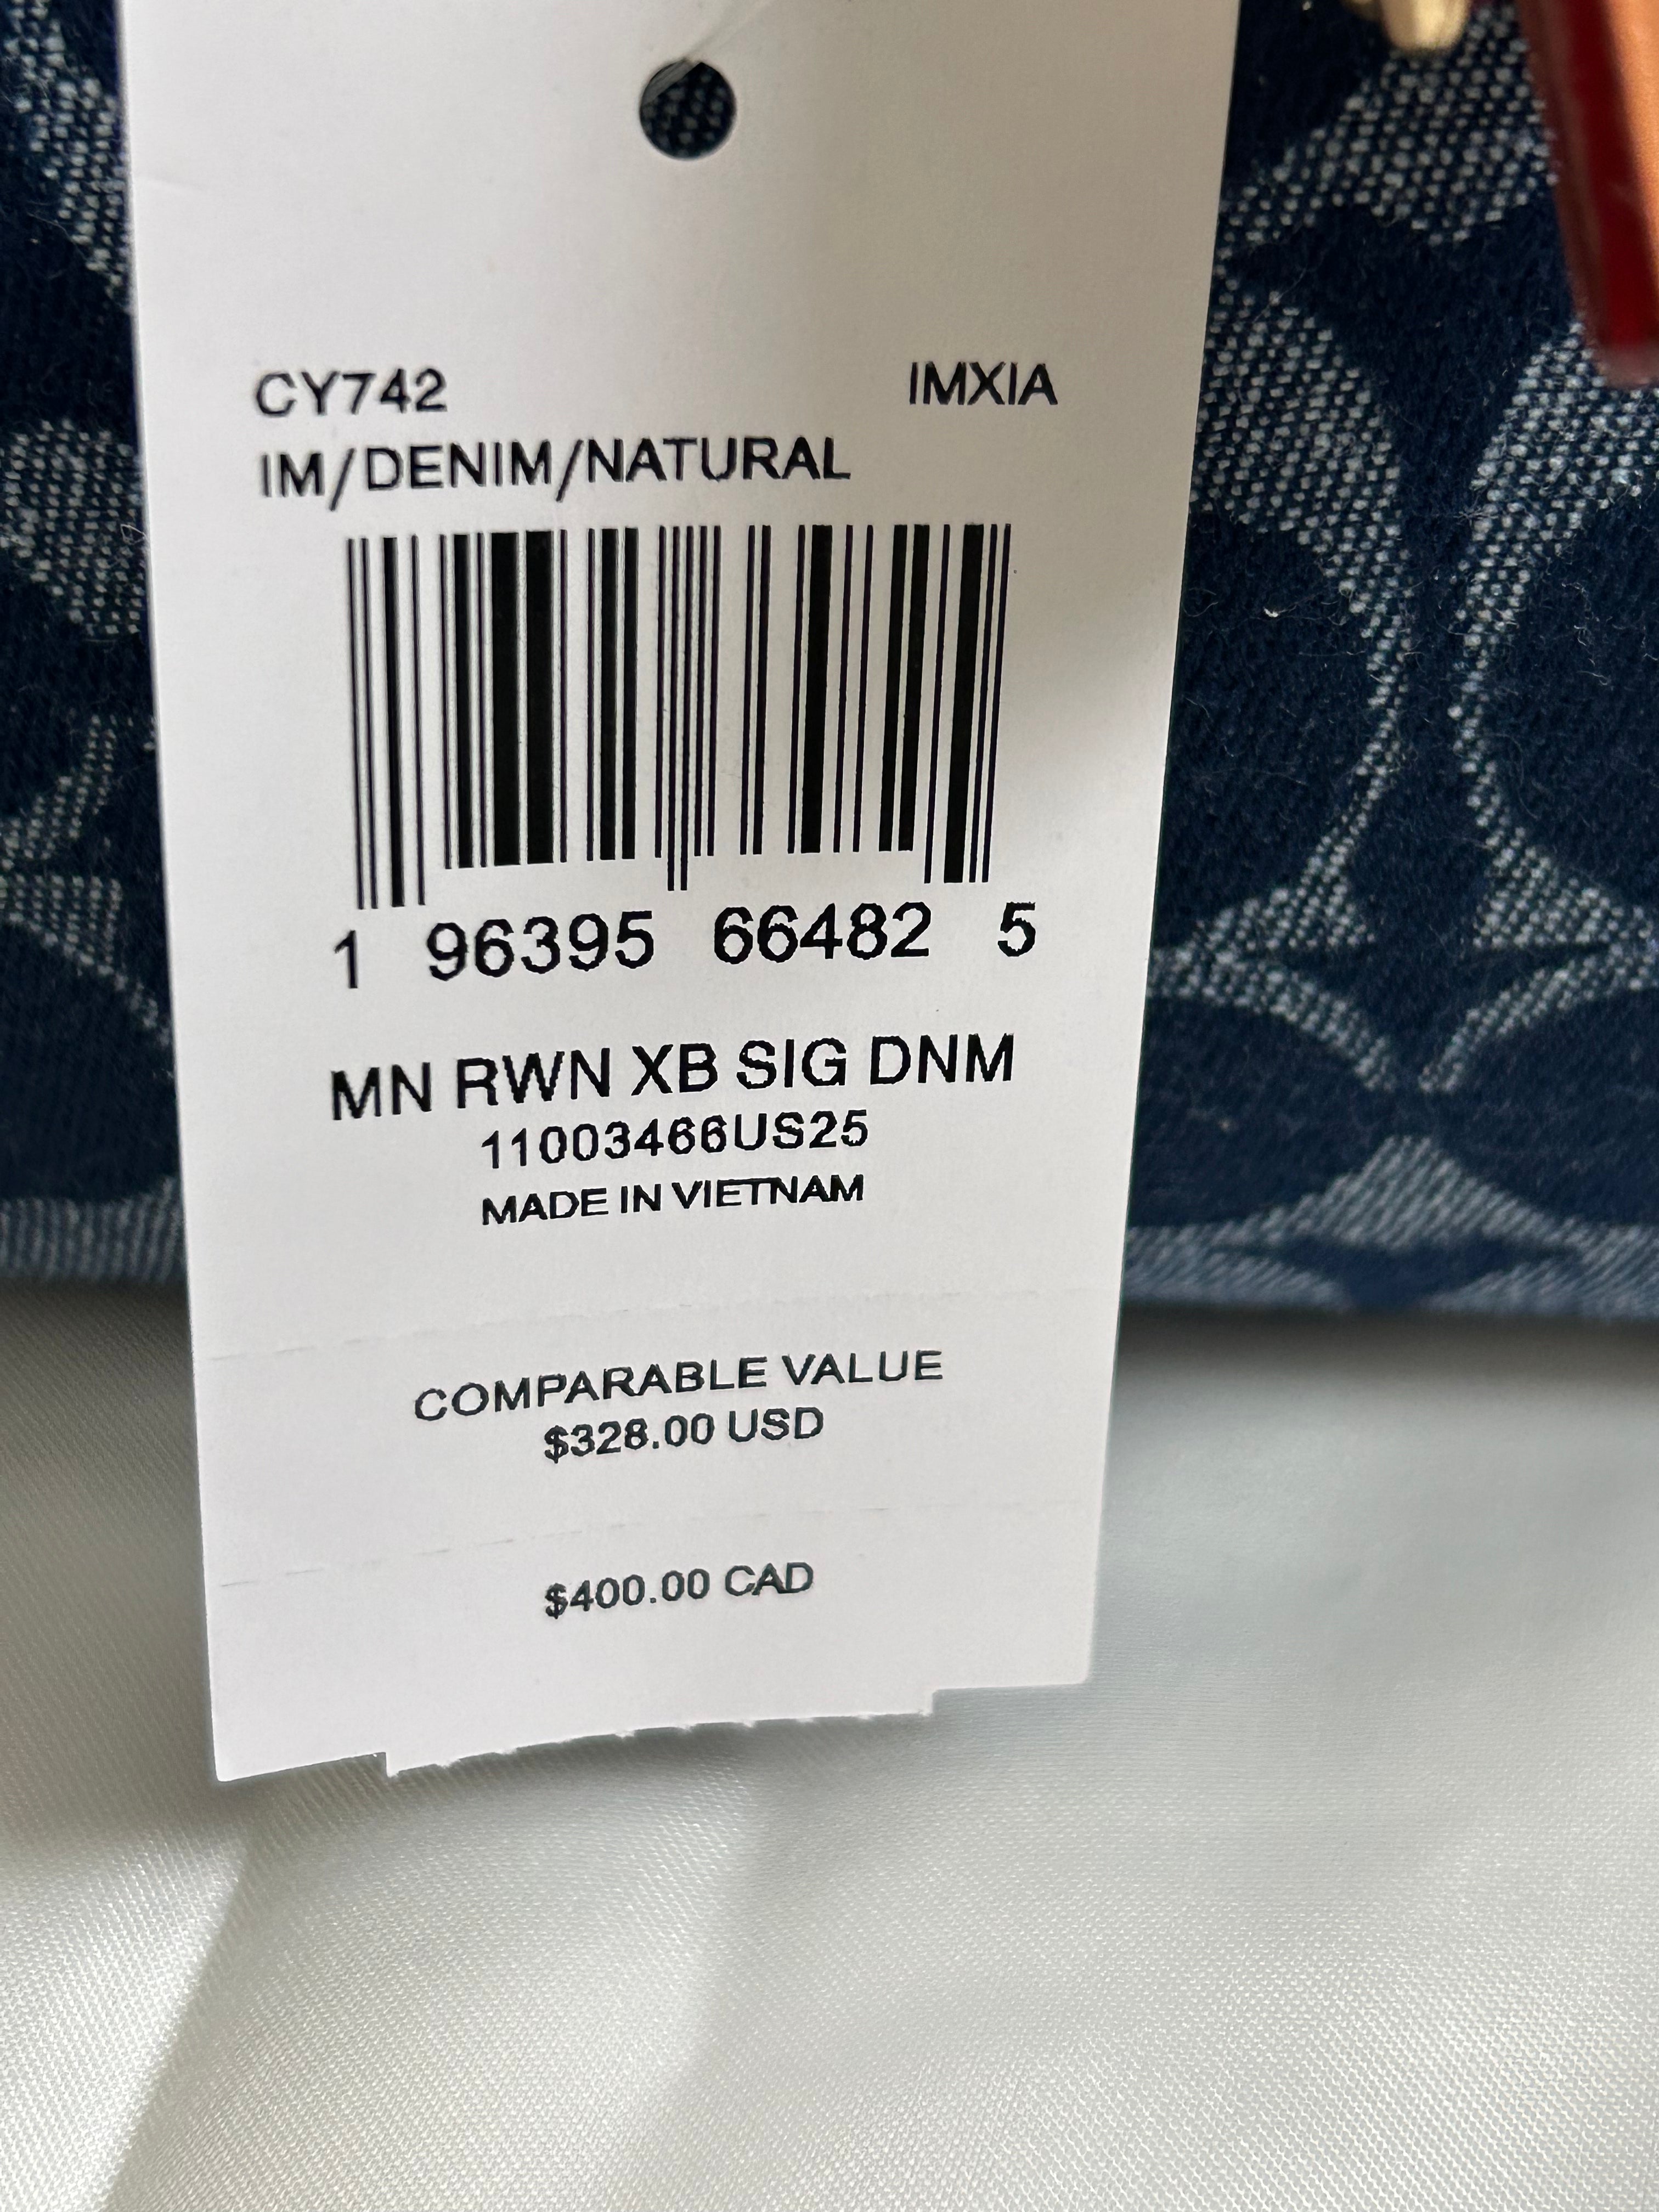 CY742 IMXIA
IM/DENIM/NATURAL
1 96395 66482 5
MN RWN XB SIG DNM
11003466US25
MADE IN VIETNAM
COMPARABLE VALUE
$328.00 USD
$400.00 CAD